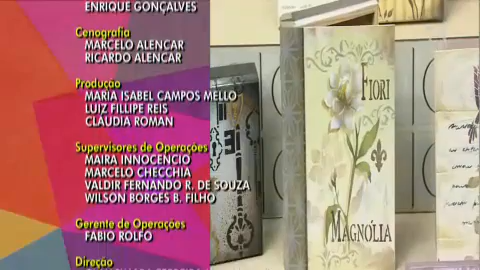 ENRIQUE GONÇALVES
Cenografia
MARCELO ALENCAR
RICARDO ALENCAR
Produção
MARIA ISABEL CAMPOS MELLO
LUIZ FILLIPE REIS
CLÁUDIA ROMAN
Supervisores de Operações
MAIRA INNOCENCIO
MARCELO CHECCHIA
VALDIR FERNANDO R. DE SOUZA
WILSON BORGES B. FILHO
Gerente de Operações
FABIO ROLFO
Direção
FIORI
MAGNÓLIA